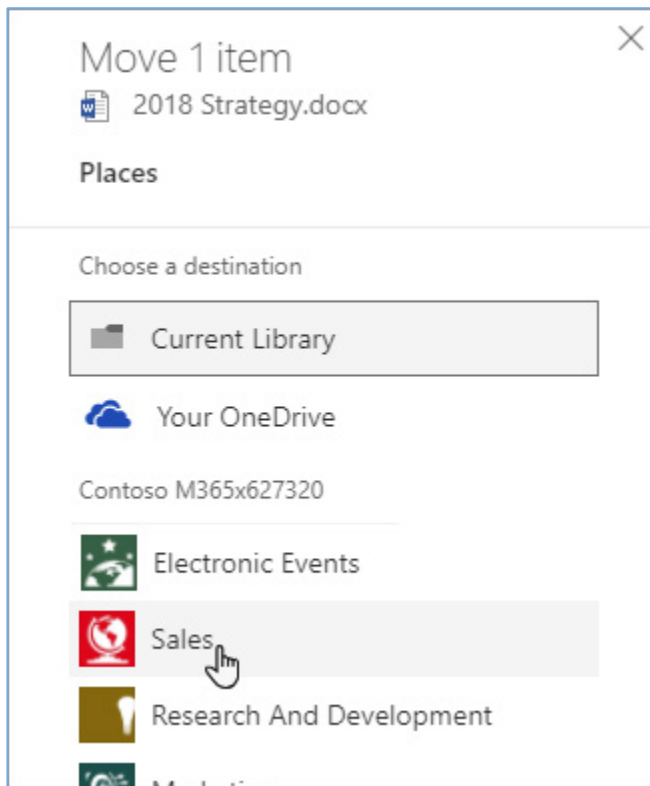 Move 1 item
2018 Strategy.docx
Places
Choose a destination
Current Library
Your OneDrive
Contoso M365x627320
Electronic Events
Sales
Research And Development